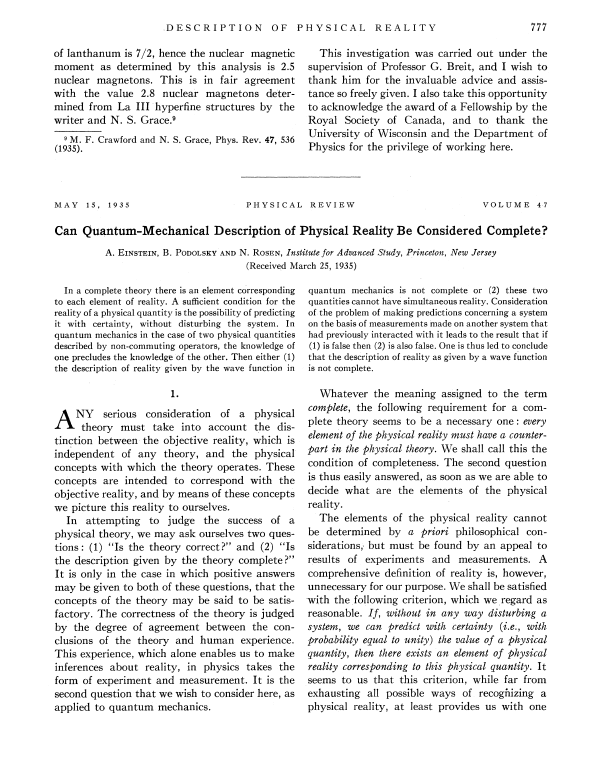 DESCRIPTION OF PHYSICAL REALITY 777
of lanthanum is 7/2, hence the nuclear magnetic
moment as determined by this analysis is 2.5
nuclear magnetons. This is in fair agreement
with the value 2.8 nuclear magnetons deter-
mined from La III hyperfine structures by the
writer and N. S. Grace.⁹
⁹ M. F. Crawford and N. S. Grace, Phys. Rev. 47, 536
(1935).
This investigation was carried out under the
supervision of Professor G. Breit, and I wish to
thank him for the invaluable advice and assis-
tance so freely given. I also take this opportunity
to acknowledge the award of a Fellowship by the
Royal Society of Canada, and to thank the
University of Wisconsin and the Department of
Physics for the privilege of working here.
MAY 15, 1935 PHYSICAL REVIEW VOLUME 47
Can Quantum-Mechanical Description of Physical Reality Be Considered Complete?
A. EINSTEIN, B. PODOLSKY AND N. ROSEN, Institute for Advanced Study, Princeton, New Jersey
(Received March 25, 1935)
In a complete theory there is an element corresponding
to each element of reality. A sufficient condition for the
reality of a physical quantity is the possibility of predicting
it with certainty, without disturbing the system. In
quantum mechanics in the case of two physical quantities
described by non-commuting operators, the knowledge of
one precludes the knowledge of the other. Then either (1)
the description of reality given by the wave function in
quantum mechanics is not complete or (2) these two
quantities cannot have simultaneous reality. Consideration
of the problem of making predictions concerning a system
on the basis of measurements made on another system that
had previously interacted with it leads to the result that if
(1) is false then (2) is also false. One is thus led to conclude
that the description of reality as given by a wave function
is not complete.
1.
ANY serious consideration of a physical
theory must take into account the dis-
tinction between the objective reality, which is
independent of any theory, and the physical
concepts with which the theory operates. These
concepts are intended to correspond with the
objective reality, and by means of these concepts
we picture this reality to ourselves.
In attempting to judge the success of a
physical theory, we may ask ourselves two ques-
tions: (1) "Is the theory correct?" and (2) "Is
the description given by the theory complete?"
It is only in the case in which positive answers
may be given to both of these questions, that the
concepts of the theory may be said to be satis-
factory. The correctness of the theory is judged
by the degree of agreement between the con-
clusions of the theory and human experience.
This experience, which alone enables us to make
inferences about reality, in physics takes the
form of experiment and measurement. It is the
second question that we wish to consider here, as
applied to quantum mechanics.
Whatever the meaning assigned to the term
complete, the following requirement for a com-
plete theory seems to be a necessary one: every
element of the physical reality must have a counter-
part in the physical theory. We shall call this the
condition of completeness. The second question
is thus easily answered, as soon as we are able to
decide what are the elements of the physical
reality.
The elements of the physical reality cannot
be determined by a priori philosophical con-
siderations, but must be found by an appeal to
results of experiments and measurements. A
comprehensive definition of reality is, however,
unnecessary for our purpose. We shall be satisfied
with the following criterion, which we regard as
reasonable. If, without in any way disturbing a
system, we can predict with certainty (i.e., with
probability equal to unity) the value of a physical
quantity, then there exists an element of physical
reality corresponding to this physical quantity. It
seems to us that this criterion, while far from
exhausting all possible ways of recognizing a
physical reality, at least provides us with one